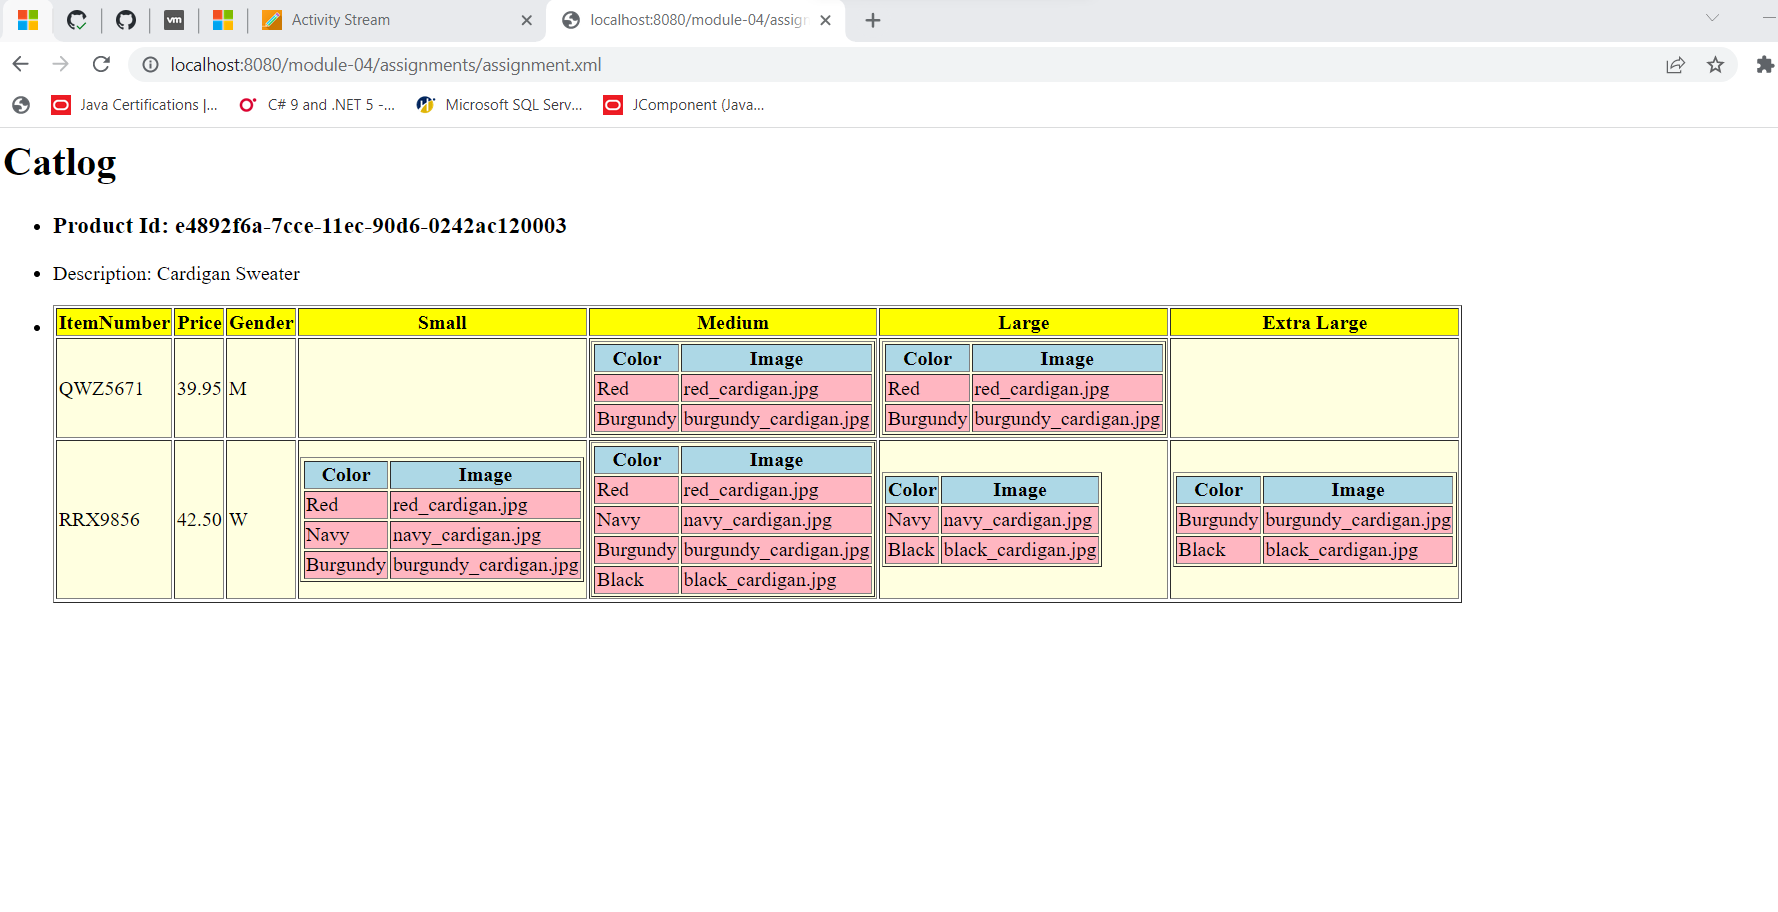 vm
Activity Stream
localhost:8080/module-04/assig
localhost:8080/module-04/assignments/assignment.xml
Java Certifications |...
C# 9 and .NET 5 -...
Microsoft SQL Serv...
JComponent (Java...
Catlog
Product Id: e4892f6a-7cce-11ec-90d6-0242ac120003
Description: Cardigan Sweater
ItemNumber Price Gender Small Medium Large Extra Large
QWZ5671 39.95 M
Color Image
Red red_cardigan.jpg
Burgundy burgundy_cardigan.jpg
Color Image
Red red_cardigan.jpg
Burgundy burgundy_cardigan.jpg
RRX9856 42.50 W
Color Image
Red red_cardigan.jpg
Navy navy_cardigan.jpg
Burgundy burgundy_cardigan.jpg
Color Image
Red red_cardigan.jpg
Navy navy_cardigan.jpg
Burgundy burgundy_cardigan.jpg
Black black_cardigan.jpg
Color Image
Navy navy_cardigan.jpg
Black black_cardigan.jpg
Color Image
Burgundy burgundy_cardigan.jpg
Black black_cardigan.jpg